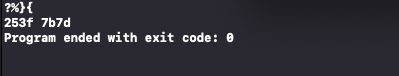 ?%}{
253f 7b7d
Program ended with exit code: 0